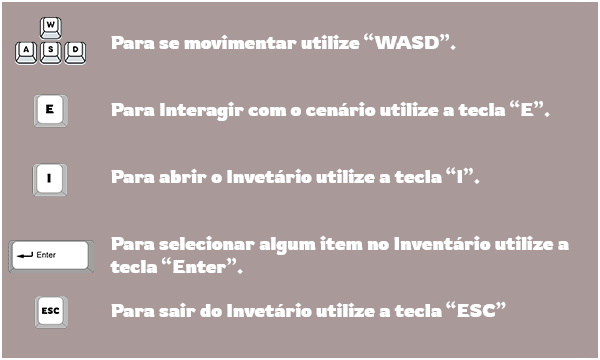 W
A S D
Para se movimentar utilize “WASD”.
E
Para Interagir com o cenário utilize a tecla “E”.
I
Para abrir o Invetário utilize a tecla “I”.
Enter
Para selecionar algum item no Inventário utilize a
tecla “Enter”.
ESC
Para sair do Invetário utilize a tecla “ESC”